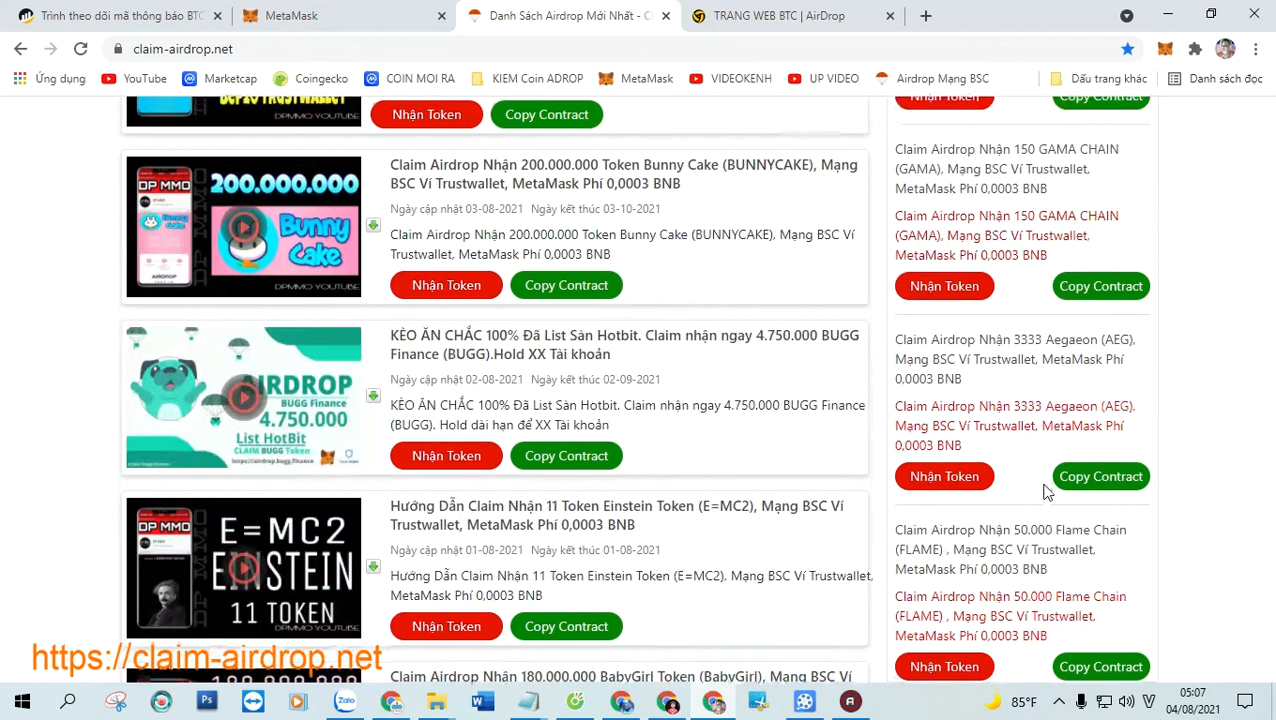 Trình theo dõi mã thông báo BTC
MetaMask
Danh Sách Airdrop Mới Nhất - C
TRANG WEB BTC | AirDrop
claim-airdrop.net
Ứng dụng
YouTube
Marketcap
Coingecko
COIN MOI RA
KIEM Coin ADROP
MetaMask
VIDEOKENH
UP VIDEO
Airdrop Mạng BSC
Dấu trang khác
Danh sách đọc
DPMMO YOUTUBE
Nhận Token
Copy Contract
DP MMO
200.000.000
Bunny
Cake
AIRDROP
DPMMO YOUTUBE
Claim Airdrop Nhận 200.000.000 Token Bunny Cake (BUNNYCAKE), Mạng
BSC Ví Trustwallet, MetaMask Phí 0,0003 BNB
Ngày cập nhật 03-08-2021 Ngày kết thúc 03-10-2021
Claim Airdrop Nhận 200.000.000 Token Bunny Cake (BUNNYCAKE), Mạng BSC Ví
Trustwallet, MetaMask Phí 0,0003 BNB
Nhận Token
Copy Contract
AIRDROP
BUGG Finance
4.750.000
List HotBit
CLAIM BUGG Token
https://airdrop.bugg.finance
KÈO ĂN CHẮC 100% Đã List Sàn Hotbit. Claim nhận ngay 4.750.000 BUGG
Finance (BUGG).Hold XX Tài khoản
Ngày cập nhật 02-08-2021 Ngày kết thúc 02-09-2021
KÈO ĂN CHẮC 100% Đã List Sàn Hotbit. Claim nhận ngay 4.750.000 BUGG Finance
(BUGG). Hold dài hạn để XX Tài khoản
Nhận Token
Copy Contract
DP MMO
E=MC2
EINSTEIN
11 TOKEN
DPMMO YOUTUBE
Hướng Dẫn Claim Nhận 11 Token Einstein Token (E=MC2), Mạng BSC Ví
Trustwallet, MetaMask Phí 0,0003 BNB
Ngày cập nhật 01-08-2021 Ngày kết thúc 01-08-2021
Hướng Dẫn Claim Nhận 11 Token Einstein Token (E=MC2), Mạng BSC Ví Trustwallet,
MetaMask Phí 0,0003 BNB
Nhận Token
Copy Contract
Claim Airdrop Nhận 180.000.000 BabyGirl Token (BabyGirl), Mạng BSC Ví
Nhận Token
Copy Contract
Claim Airdrop Nhận 150 GAMA CHAIN
(GAMA), Mạng BSC Ví Trustwallet,
MetaMask Phí 0,0003 BNB
Claim Airdrop Nhận 150 GAMA CHAIN
(GAMA), Mạng BSC Ví Trustwallet,
MetaMask Phí 0,0003 BNB
Nhận Token
Copy Contract
Claim Airdrop Nhận 3333 Aegaeon (AEG),
Mạng BSC Ví Trustwallet, MetaMask Phí
0,0003 BNB
Claim Airdrop Nhận 3333 Aegaeon (AEG),
Mạng BSC Ví Trustwallet, MetaMask Phí
0,0003 BNB
Nhận Token
Copy Contract
Claim Airdrop Nhận 50.000 Flame Chain
(FLAME) , Mạng BSC Ví Trustwallet,
MetaMask Phí 0,0003 BNB
Claim Airdrop Nhận 50.000 Flame Chain
(FLAME) , Mạng BSC Ví Trustwallet,
MetaMask Phí 0,0003 BNB
Nhận Token
Copy Contract
https://claim-airdrop.net
Zalo
85°F
05:07
04/08/2021